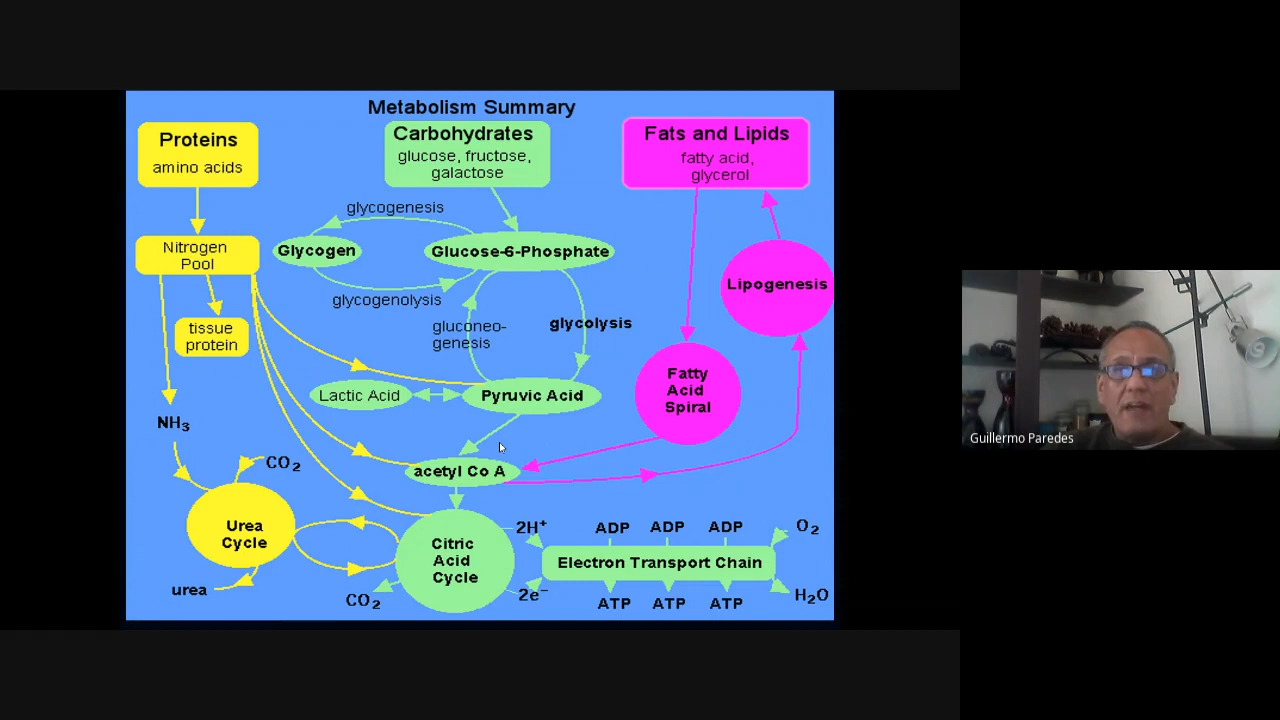 Metabolism Summary
Proteins
amino acids
Carbohydrates
glucose, fructose,
galactose
Fats and Lipids
fatty acid,
glycerol
glycogenesis
Nitrogen
Pool
Glycogen
Glucose-6-Phosphate
Lipogenesis
glycogenolysis
tissue
protein
gluconeo-
genesis
glycolysis
Fatty
Acid
Spiral
Lactic Acid
Pyruvic Acid
NH3
CO2
acetyl Co A
Urea
Cycle
Citric
Acid
Cycle
2H+
ADP ADP ADP
O2
Electron Transport Chain
urea
CO2
2e−
ATP ATP ATP
H2O
Guillermo Paredes